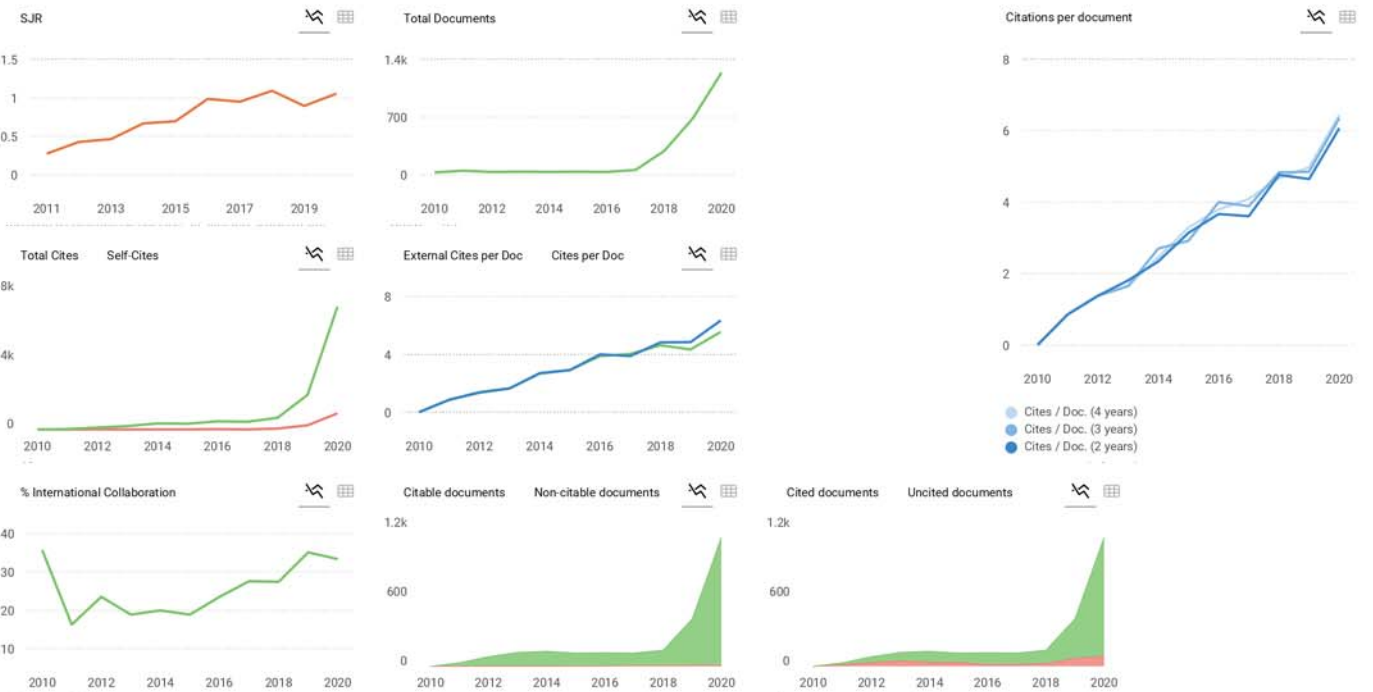 SJR
1.5
1
0.5
0
2011 2013 2015 2017 2019
Total Documents
1.4k
700
0
2010 2012 2014 2016 2018 2020
Citations per document
8
6
4
2
0
2010 2012 2014 2016 2018 2020
Cites / Doc. (4 years)
Cites / Doc. (3 years)
Cites / Doc. (2 years)
Total Cites Self-Cites
8k
4k
0
2010 2012 2014 2016 2018 2020
External Cites per Doc Cites per Doc
8
4
0
2010 2012 2014 2016 2018 2020
% International Collaboration
40
30
20
10
2010 2012 2014 2016 2018 2020
Citable documents Non-citable documents
1.2k
600
0
2010 2012 2014 2016 2018 2020
Cited documents Uncited documents
1.2k
600
0
2010 2012 2014 2016 2018 2020